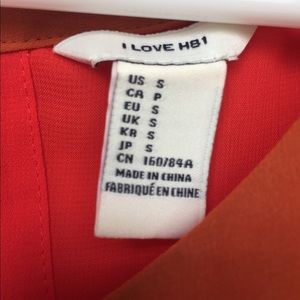 I LOVE H81
US S
CA P
EU S
UK S
KR S
JP S
CN 160/84A
MADE IN CHINA
FABRIQUÉ EN CHINE